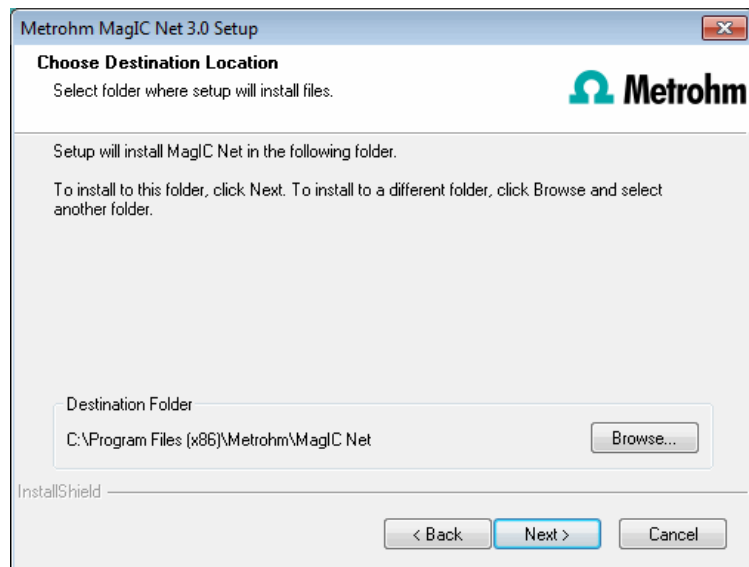 Metrohm MagIC Net 3.0 Setup
Choose Destination Location
Select folder where setup will install files.
Metrohm
Setup will install MagIC Net in the following folder.
To install to this folder, click Next. To install to a different folder, click Browse and select
another folder.
Destination Folder
C:\Program Files (x86)\Metrohm\MagIC Net
Browse...
InstallShield
< Back
Next >
Cancel